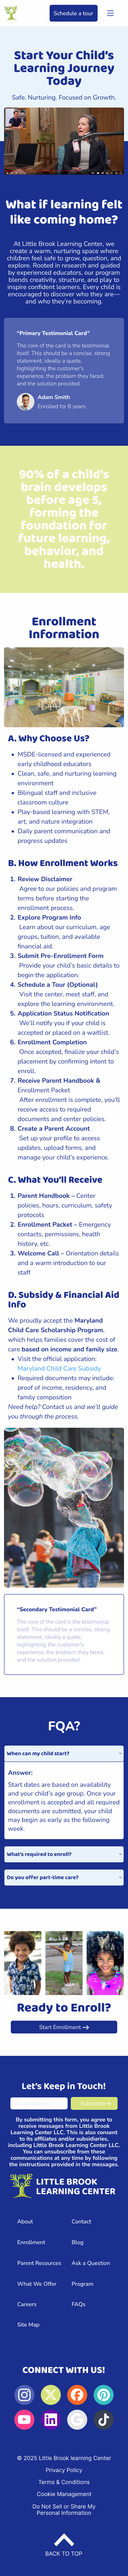 Schedule a tour
Start Your Child's
Learning Journey
Today
Safe. Nurturing. Focused on Growth.
What if learning felt
like coming home?
At Little Brook Learning Center, we
create a warm, nurturing space where
children feel safe to grow, question, and
explore. Rooted in research and guided
by experienced educators, our program
blends creativity, structure, and play to
inspire confident learners. Every child is
encouraged to discover who they are—
and who they're becoming.
“Primary Testimonial Card”
The core of the card is the testimonial
itself. This should be a concise, strong
statement, ideally a quote,
highlighting the customer's
experience, the problem they faced,
and the solution provided.
Adam Smith
Enrolled for 8 years
90% of a child's
brain develops
before age 5,
forming the
foundation for
future learning,
behavior, and
health.
Enrollment
Information
A. Why Choose Us?
• MSDE-licensed and experienced
early childhood educators
• Clean, safe, and nurturing learning
environment
• Bilingual staff and inclusive
classroom culture
• Play-based learning with STEM,
art, and nature integration
• Daily parent communication and
progress updates
B. How Enrollment Works
1. Review Disclaimer
Agree to our policies and program
terms before starting the
enrollment process.
2. Explore Program Info
Learn about our curriculum, age
groups, tuition, and available
financial aid.
3. Submit Pre-Enrollment Form
Provide your child's basic details to
begin the application.
4. Schedule a Tour (Optional)
Visit the center, meet staff, and
explore the learning environment.
5. Application Status Notification
We'll notify you if your child is
accepted or placed on a waitlist.
6. Enrollment Completion
Once accepted, finalize your child's
placement by confirming intent to
enroll.
7. Receive Parent Handbook &
Enrollment Packet
After enrollment is complete, you'll
receive access to required
documents and center policies.
8. Create a Parent Account
Set up your profile to access
updates, upload forms, and
manage your child's experience.
C. What You'll Receive
1. Parent Handbook – Center
policies, hours, curriculum, safety
protocols
2. Enrollment Packet – Emergency
contacts, permissions, health
history, etc.
3. Welcome Call – Orientation details
and a warm introduction to our
staff
D. Subsidy & Financial Aid
Info
We proudly accept the Maryland
Child Care Scholarship Program,
which helps families cover the cost of
care based on income and family size.
• Visit the official application:
Maryland Child Care Subsidy
• Required documents may include:
proof of income, residency, and
family composition
Need help? Contact us and we'll guide
you through the process.
“Secondary Testimonial Card”
The core of the card is the testimonial
itself. This should be a concise, strong
statement, ideally a quote,
highlighting the customer's
experience, the problem they faced,
and the solution provided.
FQA?
When can my child start?
Answer:
Start dates are based on availability
and your child's age group. Once your
enrollment is accepted and all required
documents are submitted, your child
may begin as early as the following
week.
What's required to enroll?
Do you offer part-time care?
Ready to Enroll?
Start Enrollment
Let's Keep in Touch!
Subscribe
By submitting this form, you agree to
receive messages from Little Brook
Learning Center LLC. This is also consent
to its affiliates and/or subsidiaries,
including Little Brook Learning Center LLC.
You can unsubscribe from these
communications at any time by following
the instructions provided in the messages.
LITTLE BROOK
LEARNING CENTER
About
Contact
Enrollment
Blog
Parent Resources
Ask a Question
What We Offer
Program
Careers
FAQs
Site Map
CONNECT WITH US!
© 2025 Little Brook learning Center
Privacy Policy
Terms & Conditions
Cookie Management
Do Not Sell or Share My
Personal Information
BACK TO TOP